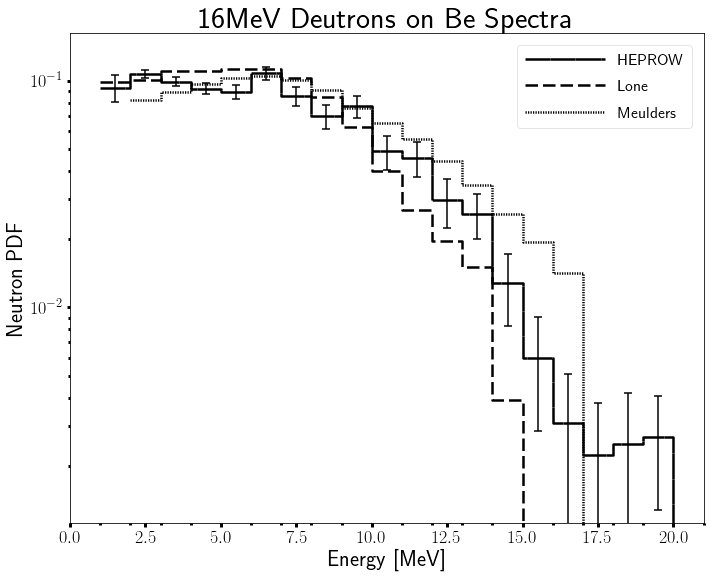 16MeV Deutrons on Be Spectra
HEPROW
Lone
Meulders
Neutron PDF
10⁻¹
10⁻²
0.0 2.5 5.0 7.5 10.0 12.5 15.0 17.5 20.0
Energy [MeV]